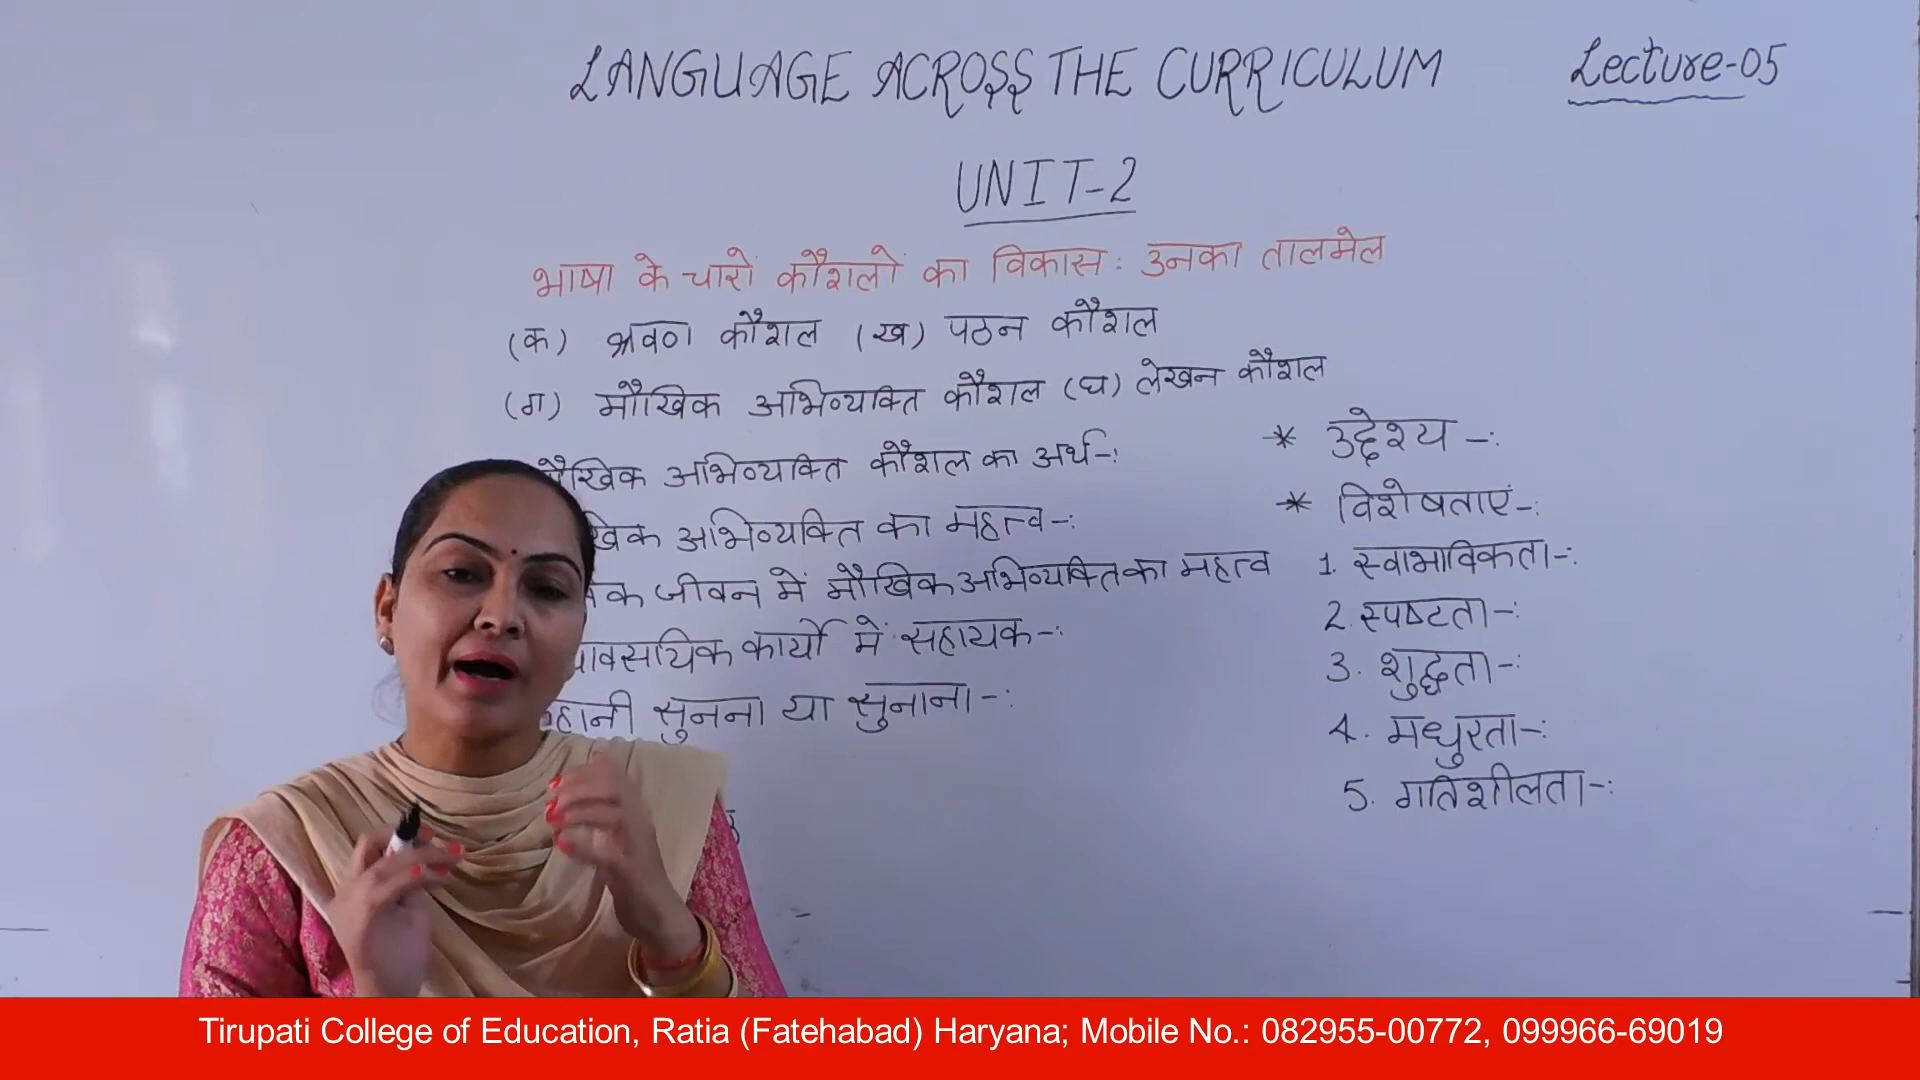 LANGUAGE ACROSS THE CURRICULUM
Lecture-05
UNIT-2
भाषा के चारों कौशलों का विकास : उनका तालमेल
(क) श्रवण कौशल (ख) पठन कौशल
(ग) मौखिक अभिव्यक्ति कौशल (घ) लेखन कौशल
अभिव्यक्ति कौशल का अर्थ-:
अभिव्यक्ति का महत्त्व-:
जीवन में मौखिक अभिव्यक्ति का महत्व
कार्यो में सहायक-:
सुनना या सुनाना-:
* उद्देश्य -:
* विशेषताएं-:
1. स्वाभाविकता-:
2. स्पष्टता-:
3. शुद्धता-:
4. मधुरता-:
5. गतिशीलता-:
Tirupati College of Education, Ratia (Fatehabad) Haryana; Mobile No.: 082955-00772, 099966-69019